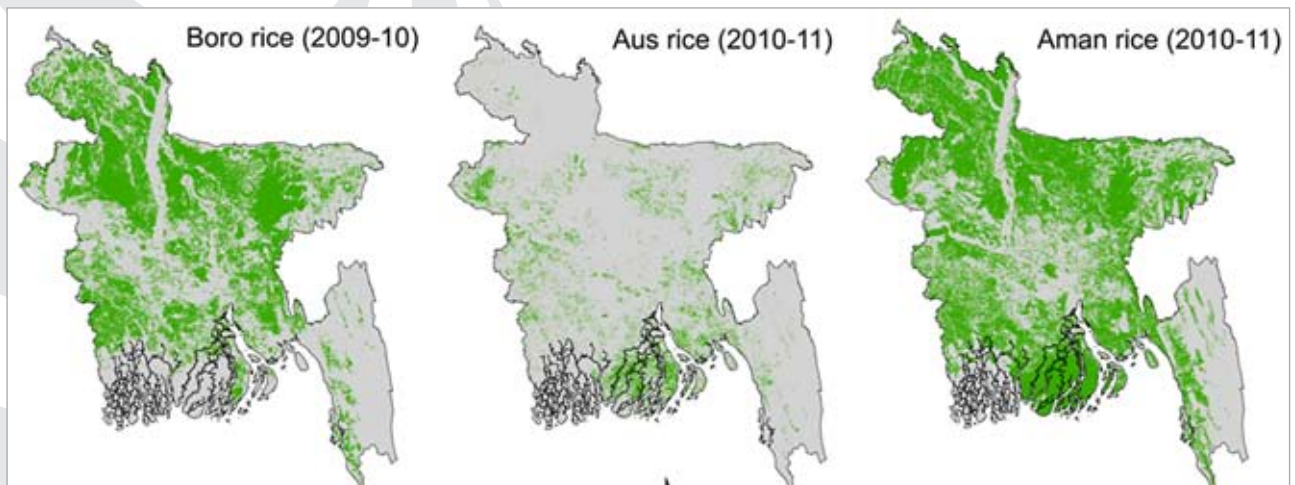 Boro rice (2009-10)
Aus rice (2010-11)
Aman rice (2010-11)